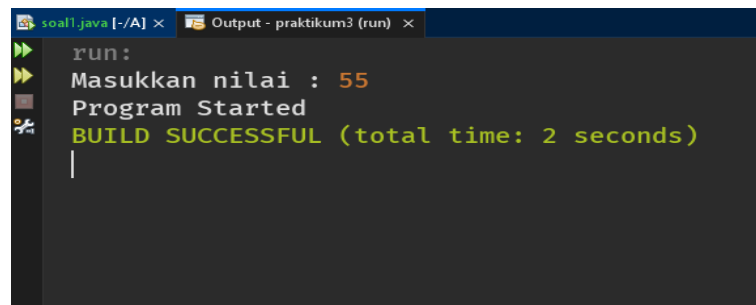 soal1.java [-/A] × Output - praktikum3 (run) ×
run:
Masukkan nilai : 55
Program Started
BUILD SUCCESSFUL (total time: 2 seconds)